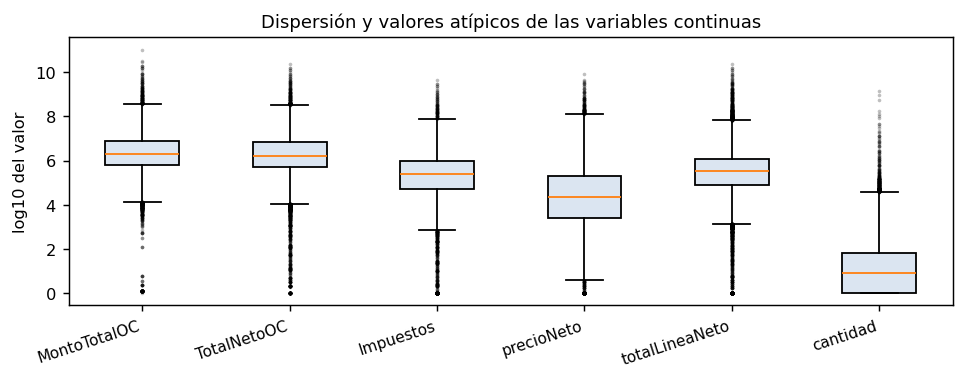 Dispersión y valores atípicos de las variables continuas
log10 del valor
10
8
6
4
2
0
MontoTotalOC
TotalNetoOC
Impuestos
precioNeto
totalLineaNeto
cantidad